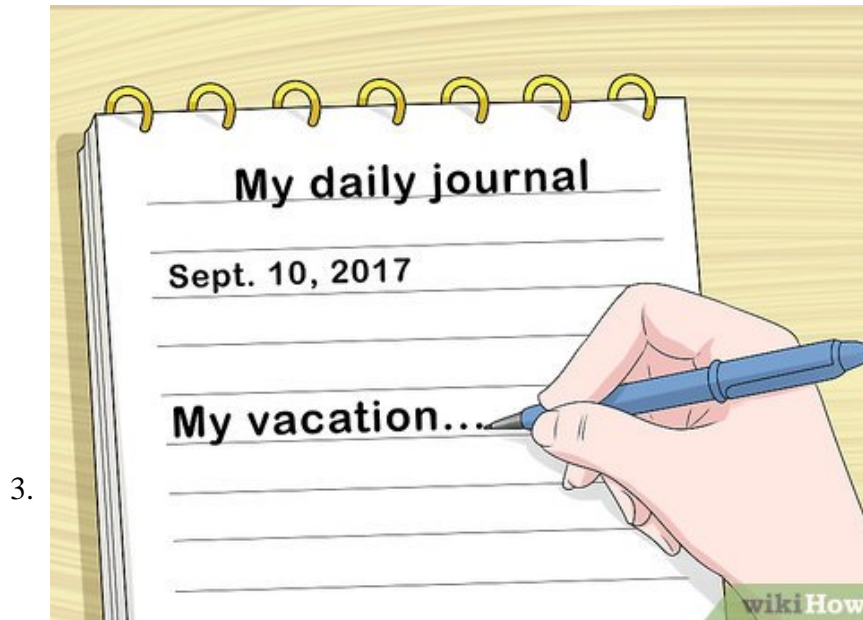 My daily journal
Sept. 10, 2017
My vacation...
3.
wikiHow